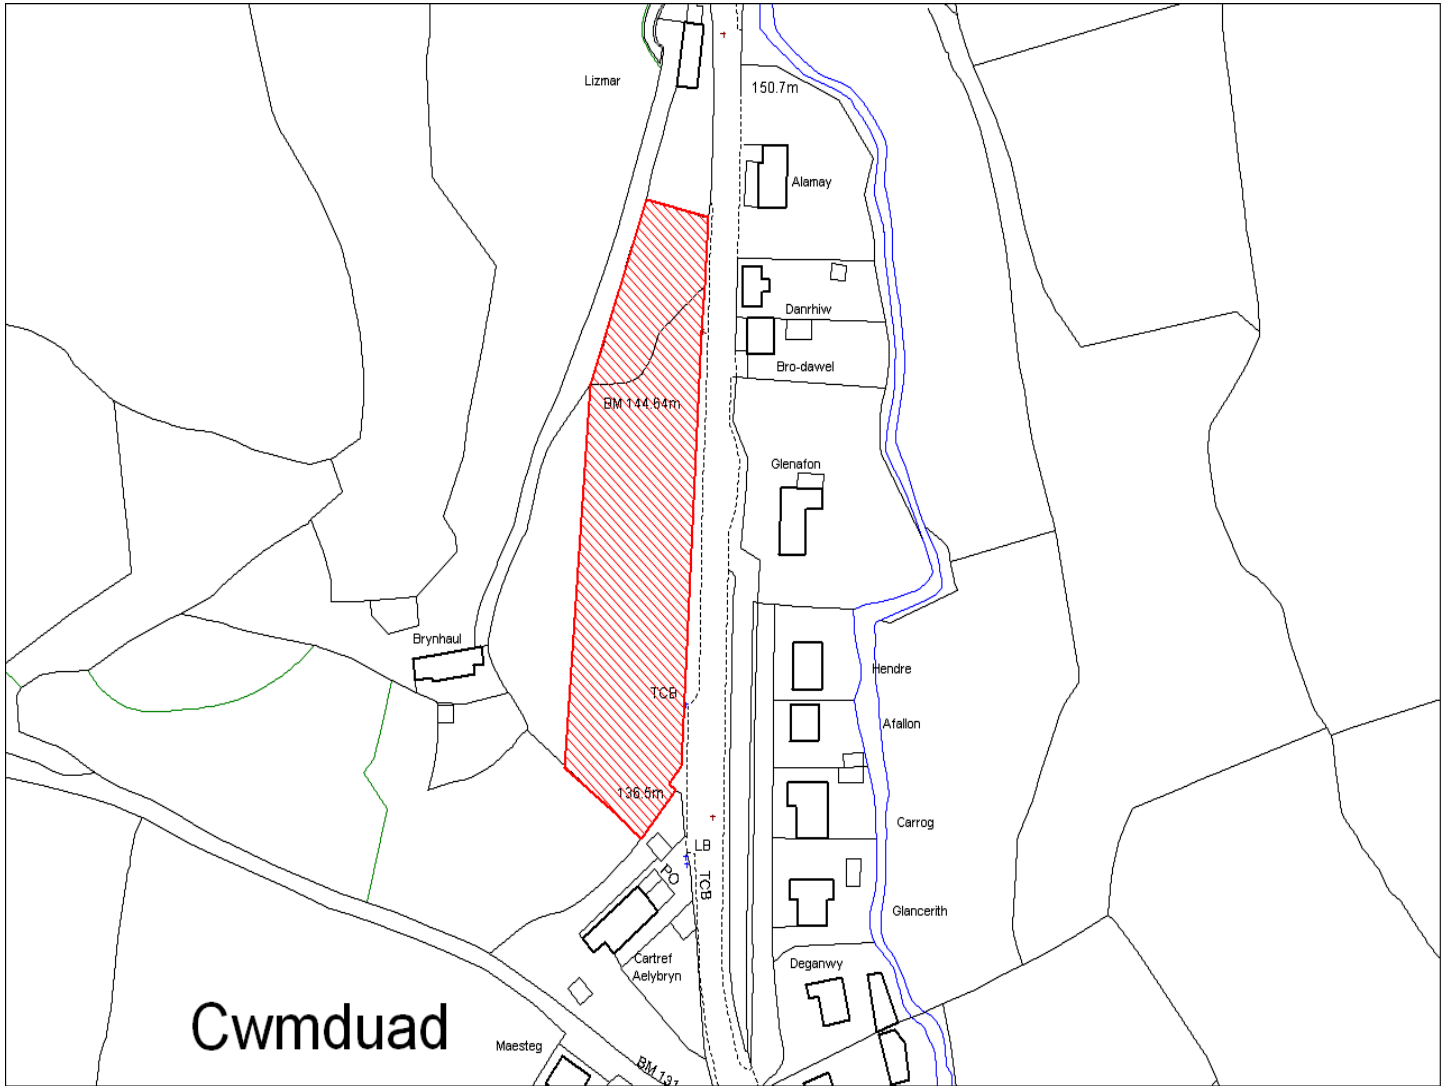 Lizmar
150.7m
Alamay
Danrhiw
Bro-dawel
BM 144.64m
Glenafon
Brynhaul
Hendre
TCB
Afallon
136.5m
Carrog
LB
PO
TCB
Glancerith
Cartref
Aelybryn
Deganwy
Cwmduad
Maesteg
BM 131